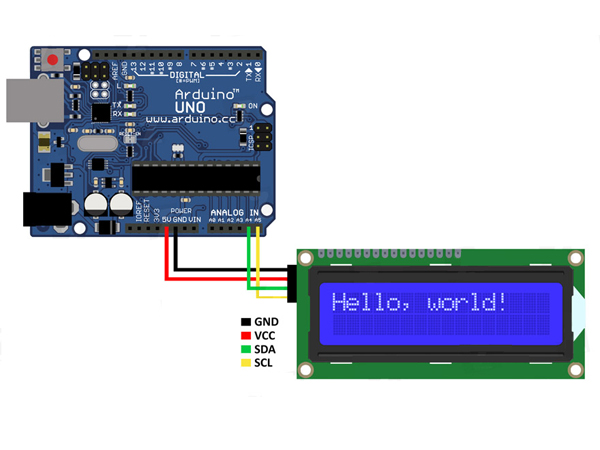 AREF
GND
13
12
*11
*10
*9
8
7
*6
*5
4
*3
2
TX▶1
RX◀0
DIGITAL
[*=PWM]
L
TX
RX
Arduino™
UNO
ON
www.arduino.cc
ICSP
IOREF
RESET
3V3
5V
GND
VIN
POWER
ANALOG IN
A0 A1 A2 A3 A4 A5
Hello, world!
GND
VCC
SDA
SCL